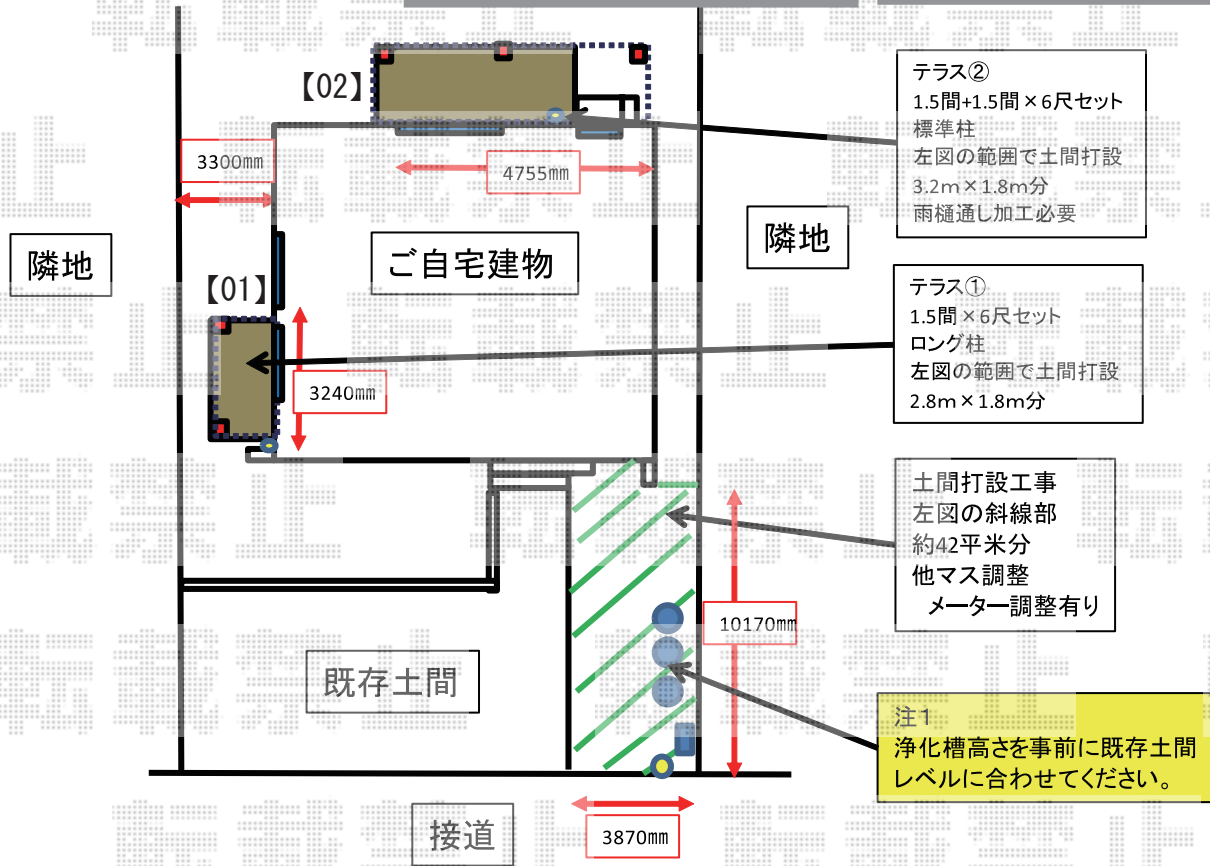 【02】
テラス②
1.5間+1.5間×6尺セット
標準柱
左図の範囲で土間打設
3.2m×1.8m分
雨樋通し加工必要
3300mm
4755mm
隣地
ご自宅建物
隣地
【01】
テラス①
1.5間×6尺セット
ロング柱
左図の範囲で土間打設
2.8m×1.8m分
3240mm
土間打設工事
左図の斜線部
約42平米分
他マス調整
メーター調整有り
10170mm
既存土間
注1
浄化槽高さを事前に既存土間
レベルに合わせてください。
接道
3870mm